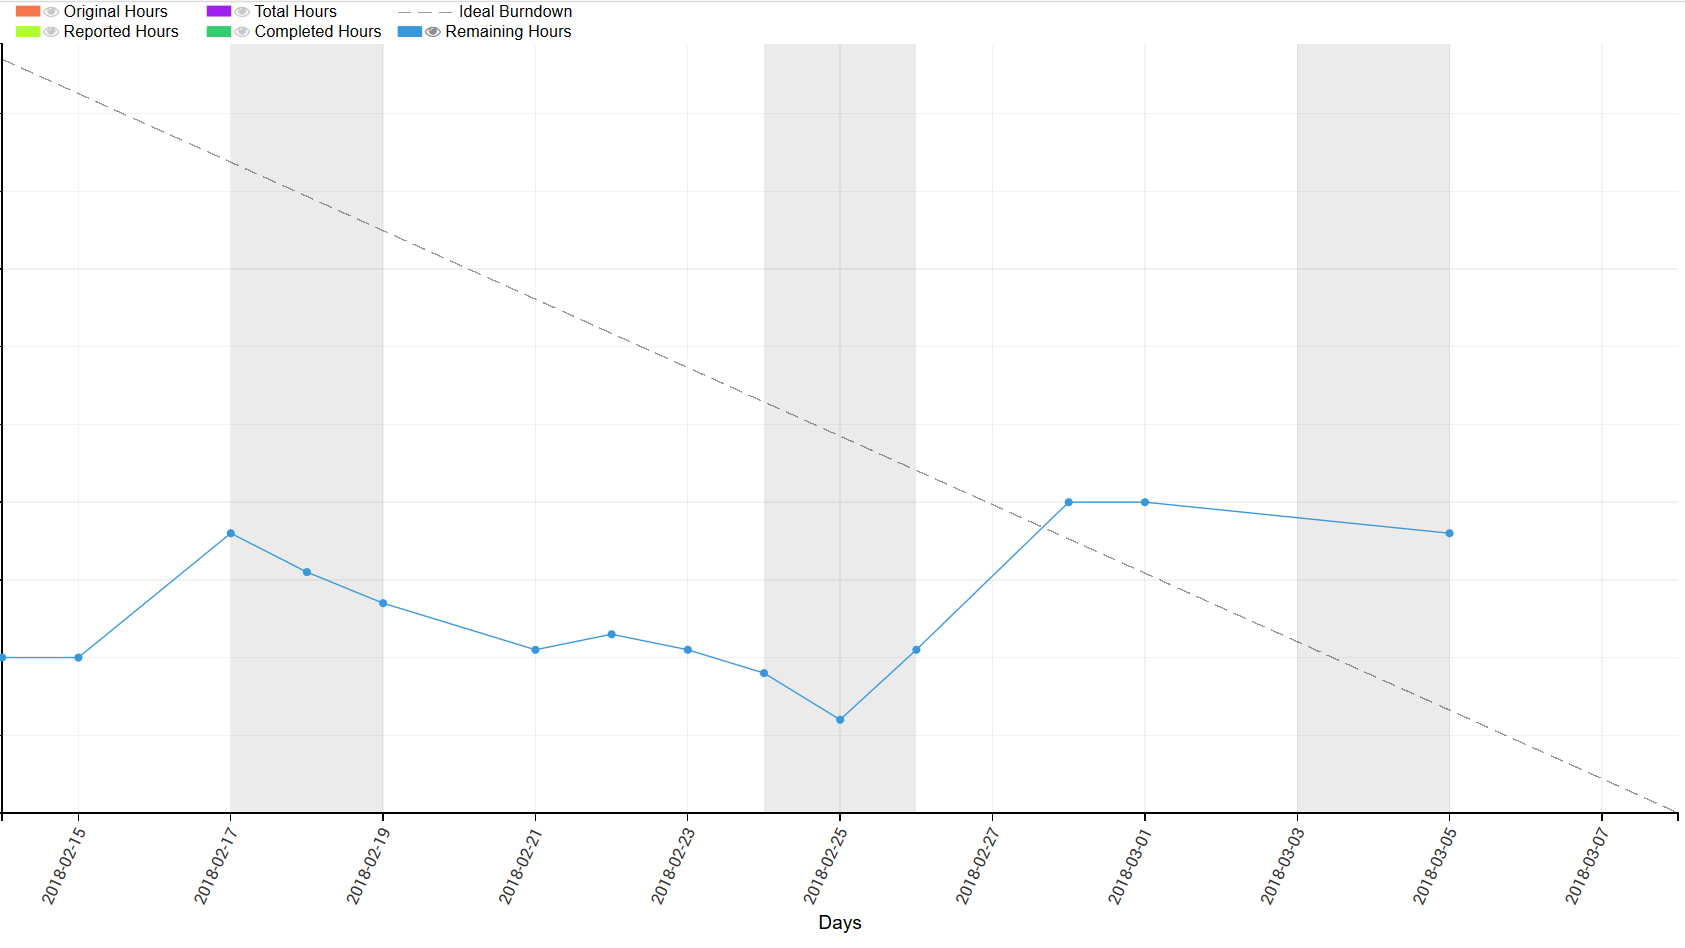 Original Hours Total Hours Ideal Burndown
Reported Hours Completed Hours Remaining Hours
2018-02-15 2018-02-17 2018-02-19 2018-02-21 2018-02-23 2018-02-25 2018-02-27 2018-03-01 2018-03-03 2018-03-05 2018-03-07
Days